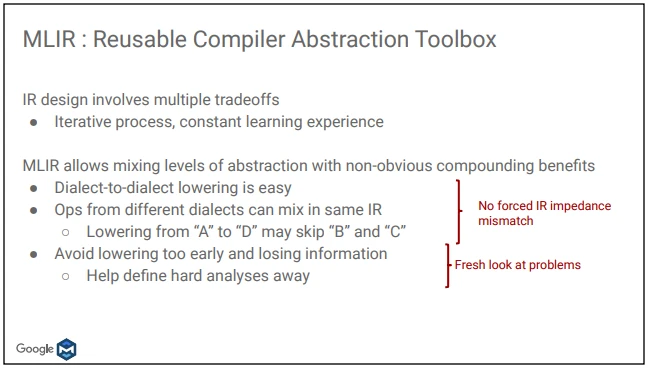 MLIR : Reusable Compiler Abstraction Toolbox
IR design involves multiple tradeoffs
● Iterative process, constant learning experience
MLIR allows mixing levels of abstraction with non-obvious compounding benefits
● Dialect-to-dialect lowering is easy
● Ops from different dialects can mix in same IR
○ Lowering from “A” to “D” may skip “B” and “C”
● Avoid lowering too early and losing information
○ Help define hard analyses away
No forced IR impedance
mismatch
Fresh look at problems
Google